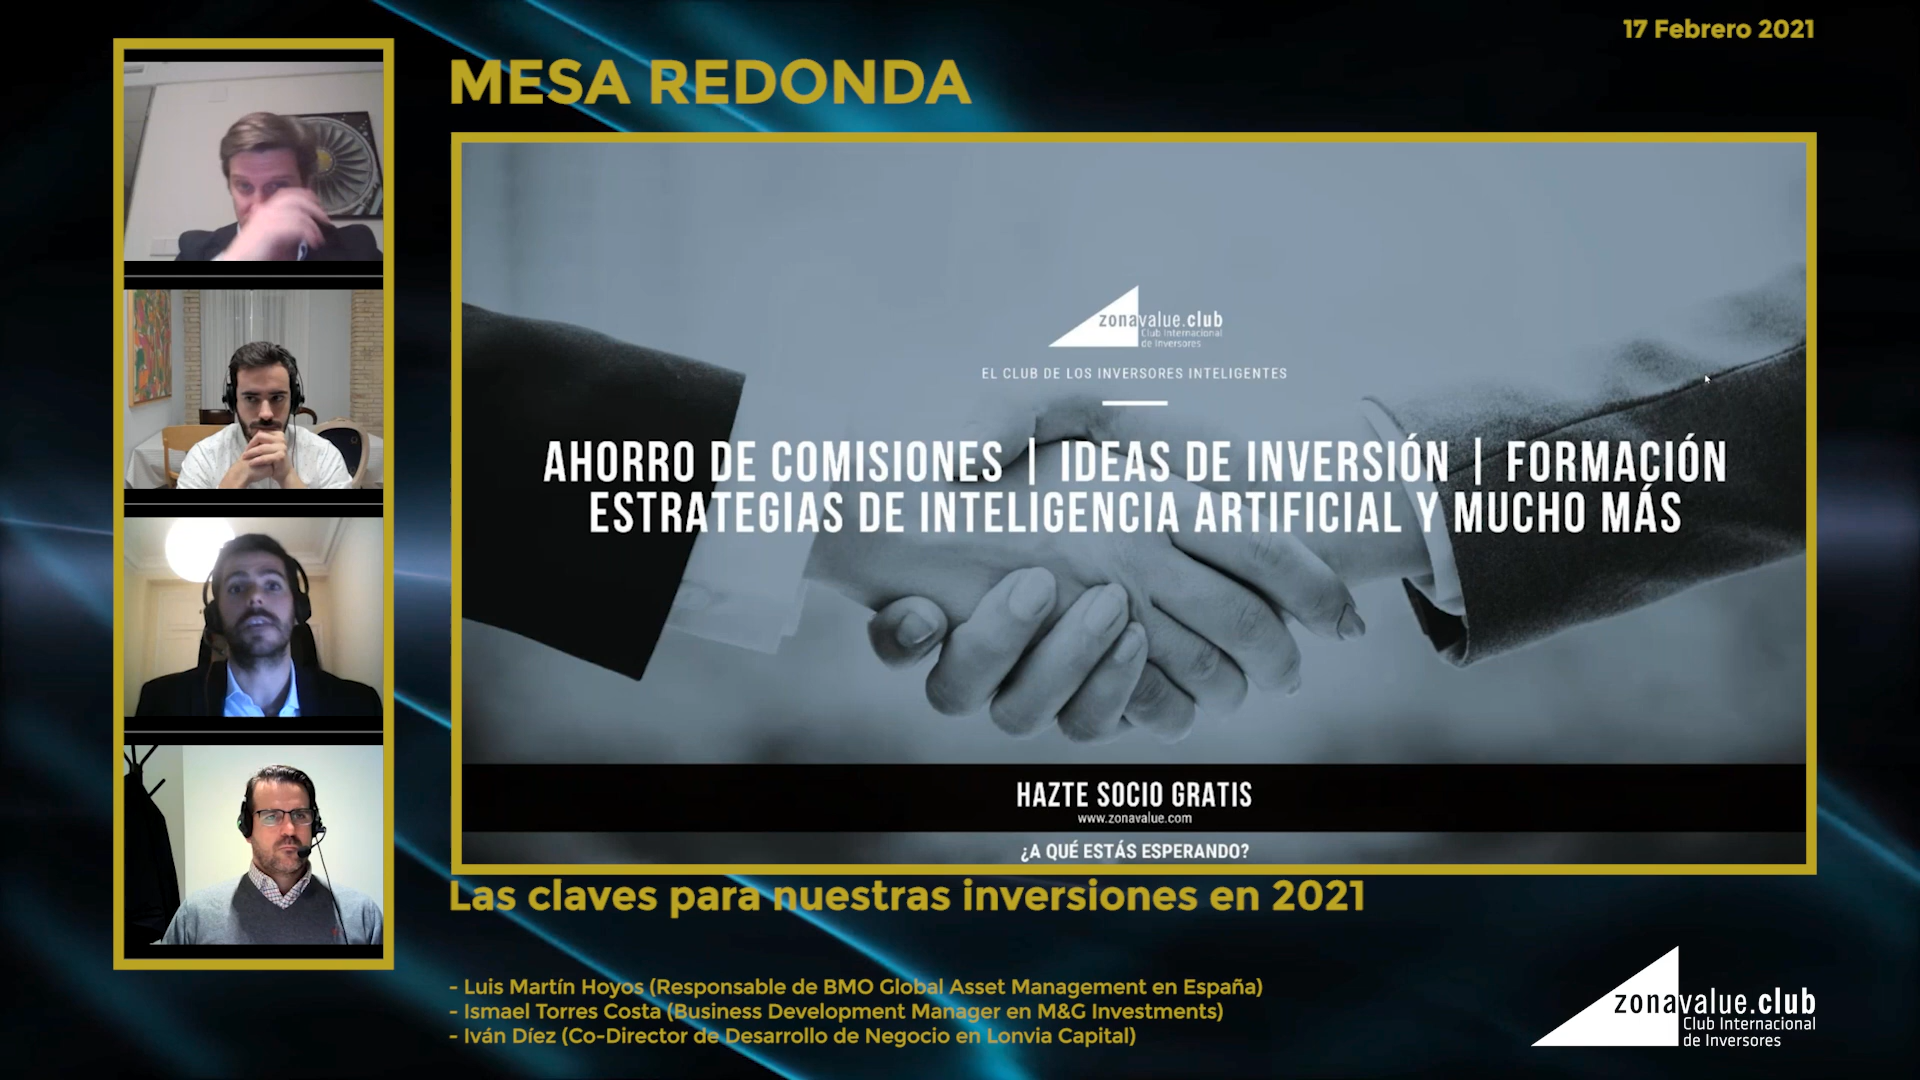 17 Febrero 2021
MESA REDONDA
zonavalue.club
Club Internacional
de Inversores
EL CLUB DE LOS INVERSORES INTELIGENTES
AHORRO DE COMISIONES | IDEAS DE INVERSIÓN | FORMACIÓN
ESTRATEGIAS DE INTELIGENCIA ARTIFICIAL Y MUCHO MÁS
HAZTE SOCIO GRATIS
www.zonavalue.com
¿A QUÉ ESTÁS ESPERANDO?
Las claves para nuestras inversiones en 2021
- Luis Martín Hoyos (Responsable de BMO Global Asset Management en España)
- Ismael Torres Costa (Business Development Manager en M&G Investments)
- Iván Díez (Co-Director de Desarrollo de Negocio en Lonvia Capital)
zonavalue.club
Club Internacional
de Inversores